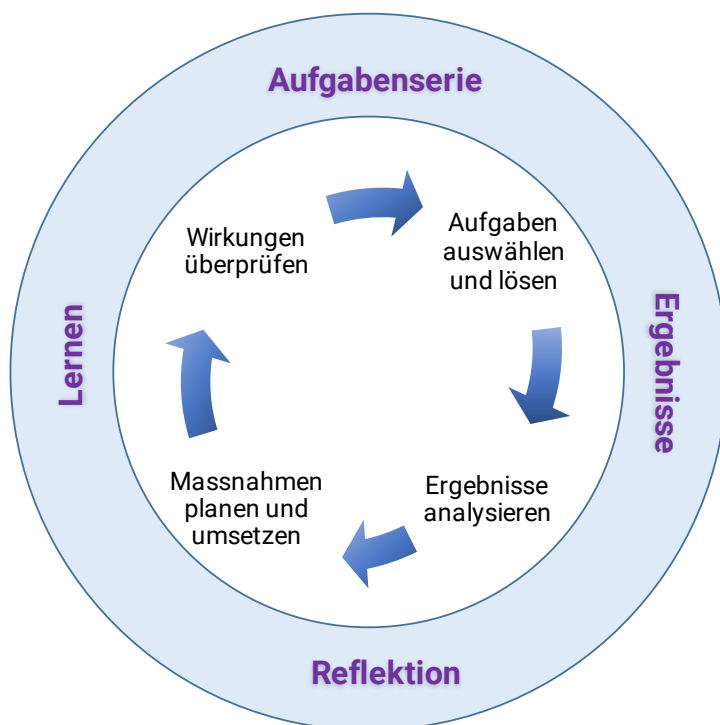 Aufgabenserie
Wirkungen
überprüfen
Aufgaben
auswählen
und lösen
Lernen
Ergebnisse
Massnahmen
planen und
umsetzen
Ergebnisse
analysieren
Reflektion